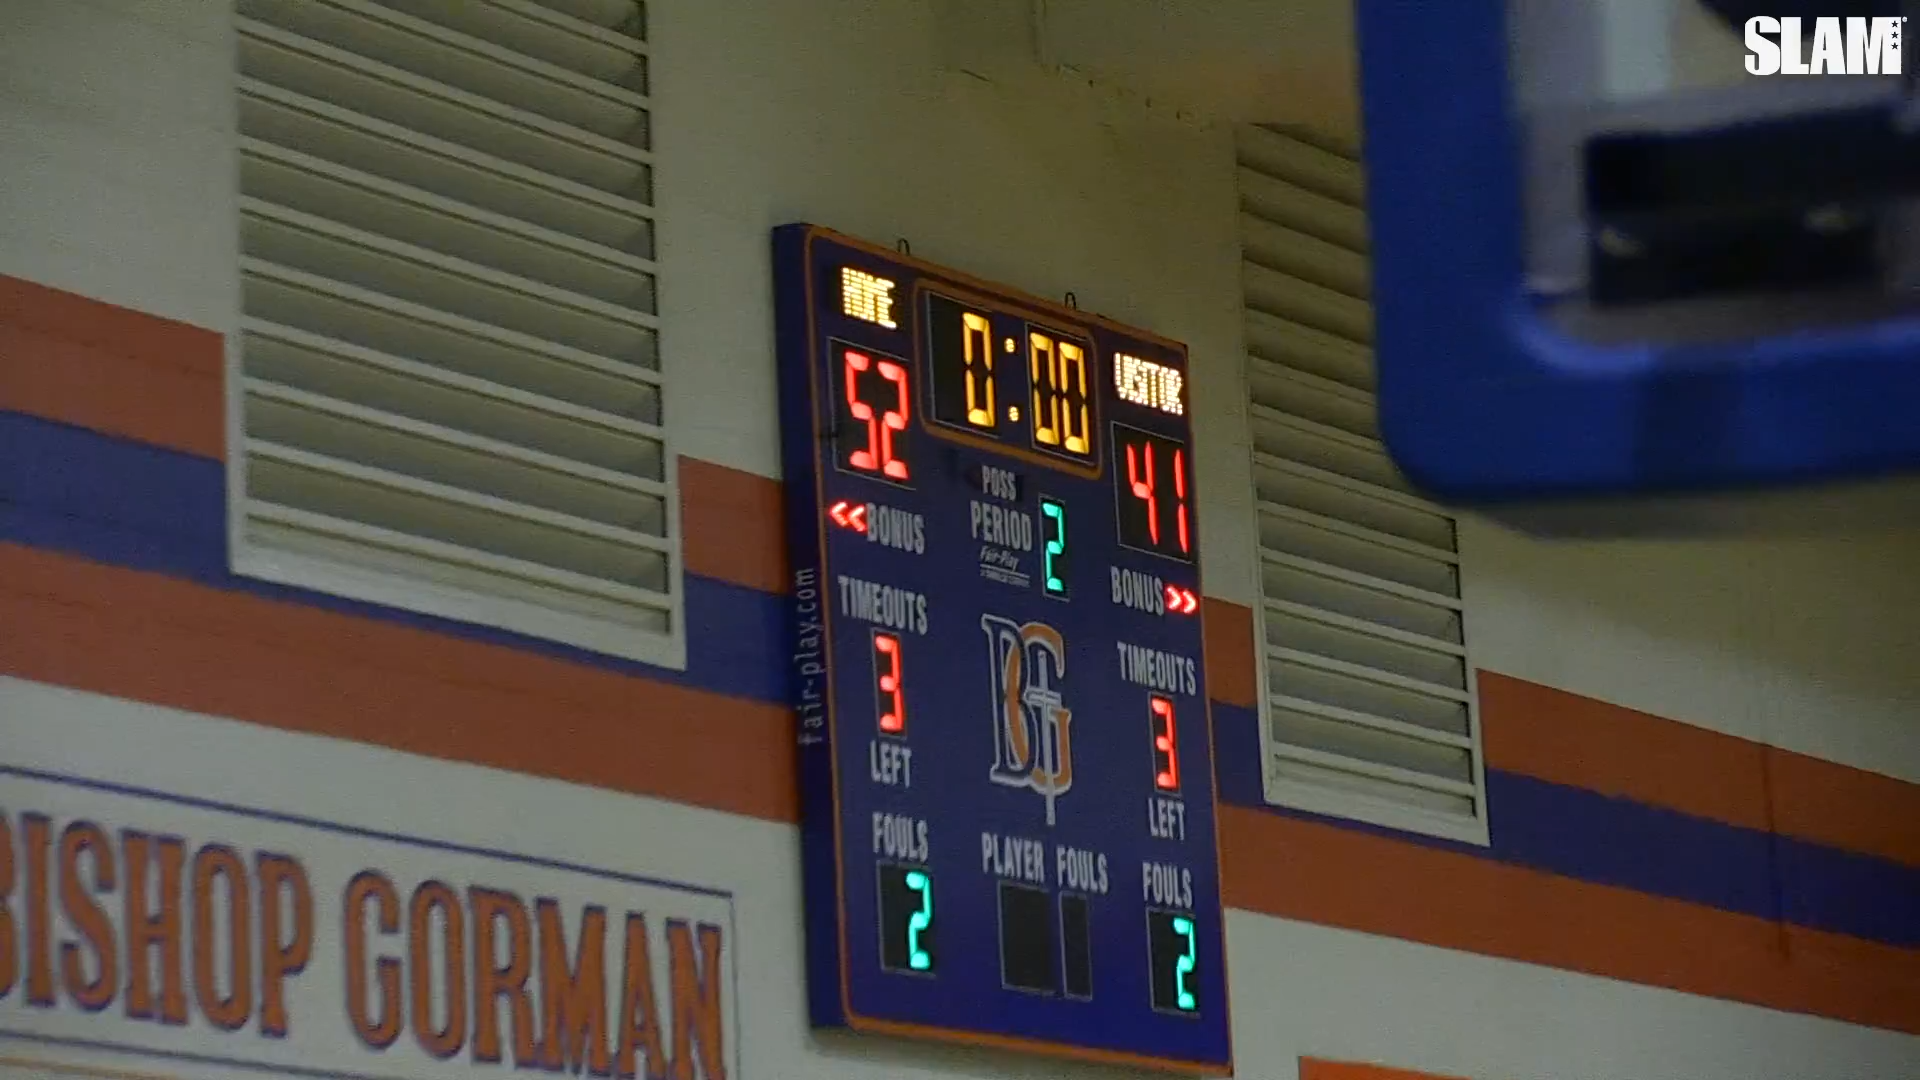 SLAM
HOME
0:00
VISITOR
52
41
POSS
PERIOD 2
Fair-Play
<<BONUS
BONUS>>
TIMEOUTS
3
LEFT
TIMEOUTS
3
LEFT
fair-play.com
BG
FOULS
2
PLAYER FOULS
FOULS
2
BISHOP GORMAN